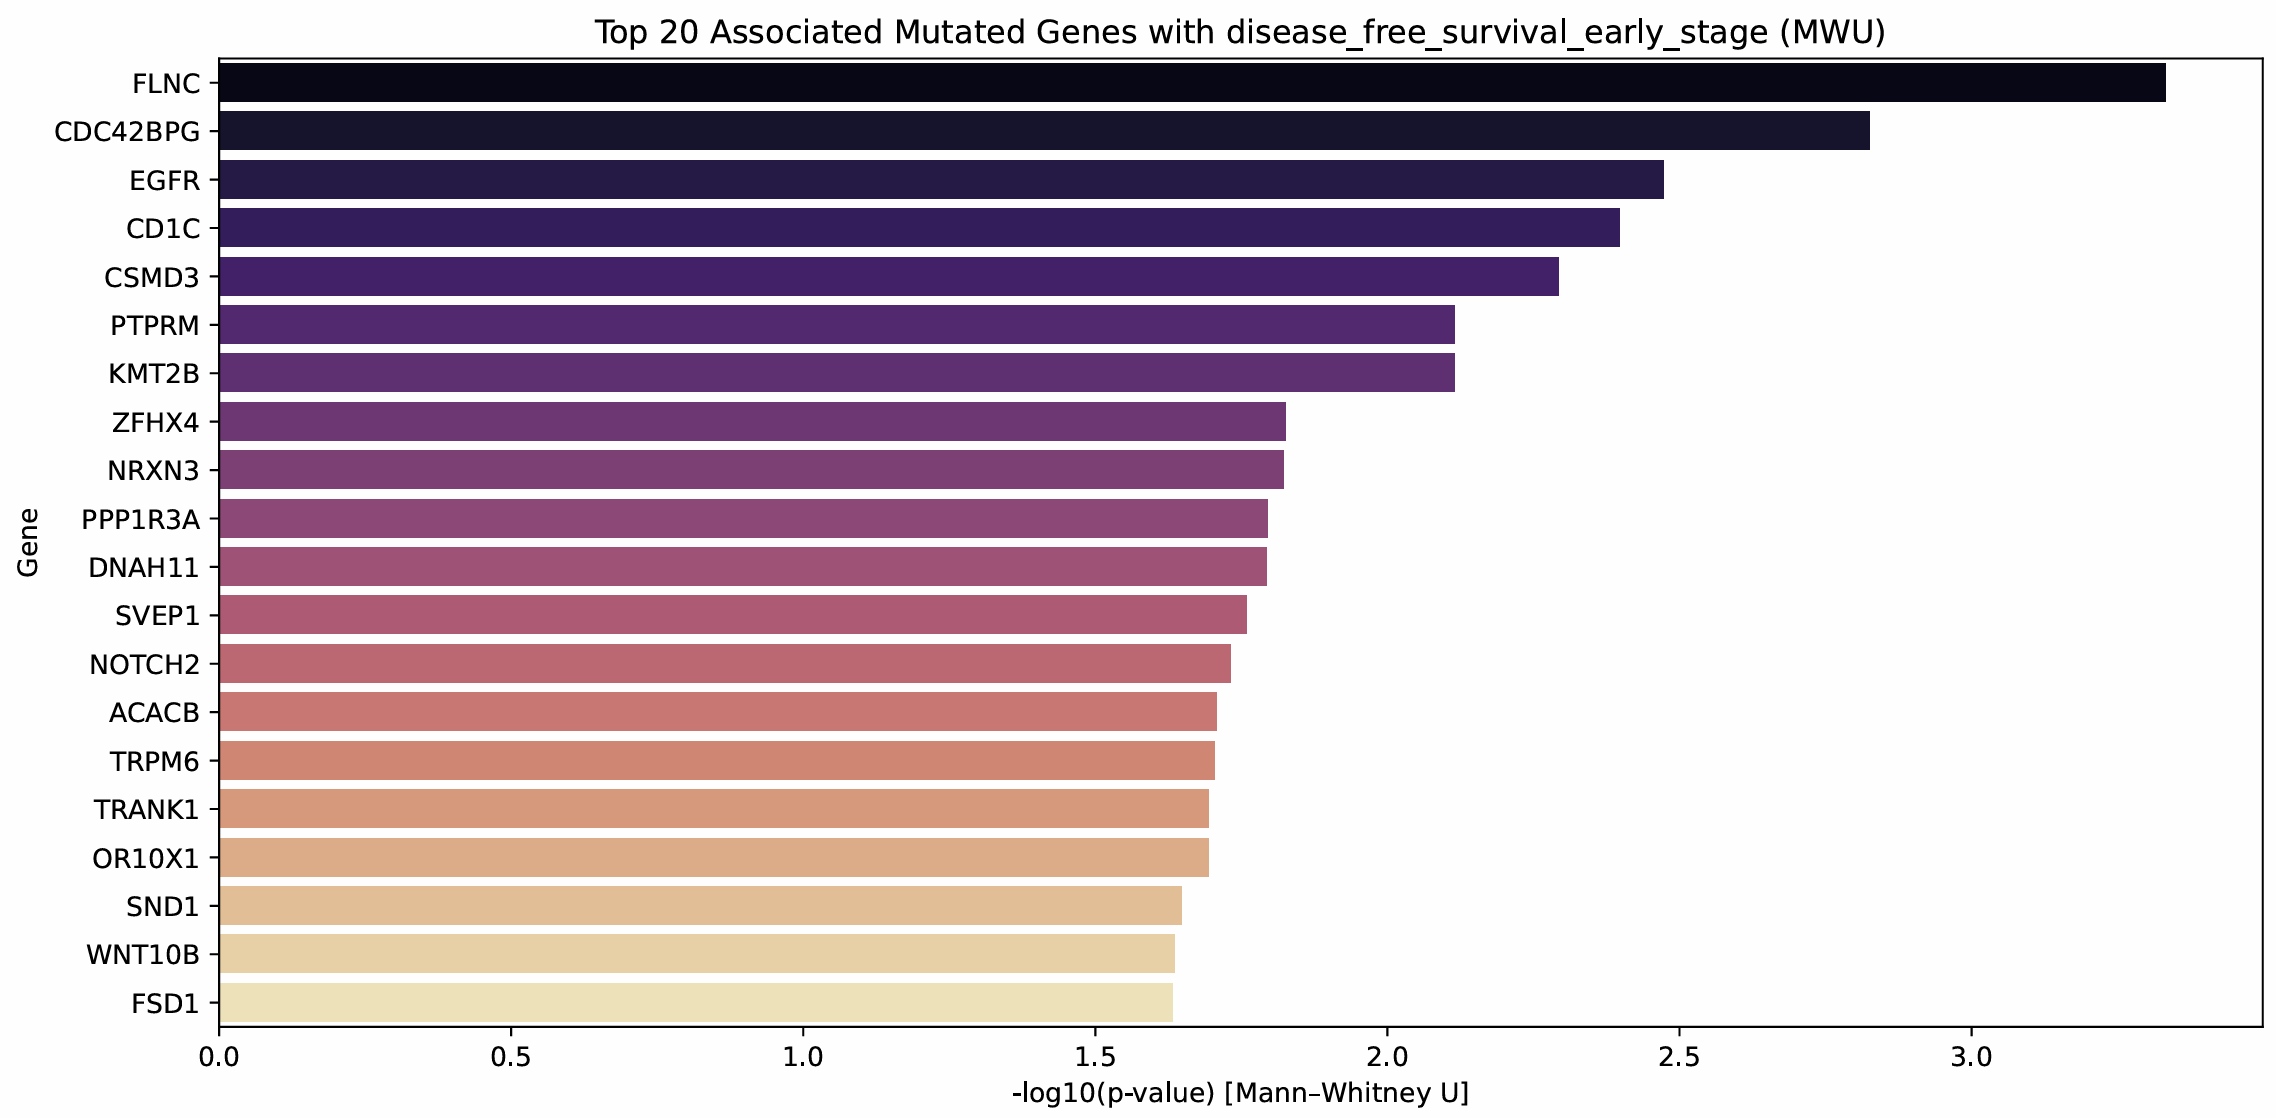 Top 20 Associated Mutated Genes with disease_free_survival_early_stage (MWU)
FLNC
CDC42BPG
EGFR
CD1C
CSMD3
PTPRM
KMT2B
ZFHX4
NRXN3
PPP1R3A
DNAH11
SVEP1
NOTCH2
ACACB
TRPM6
TRANK1
OR10X1
SND1
WNT10B
FSD1
Gene
0.0 0.5 1.0 1.5 2.0 2.5 3.0
-log10(p-value) [Mann–Whitney U]